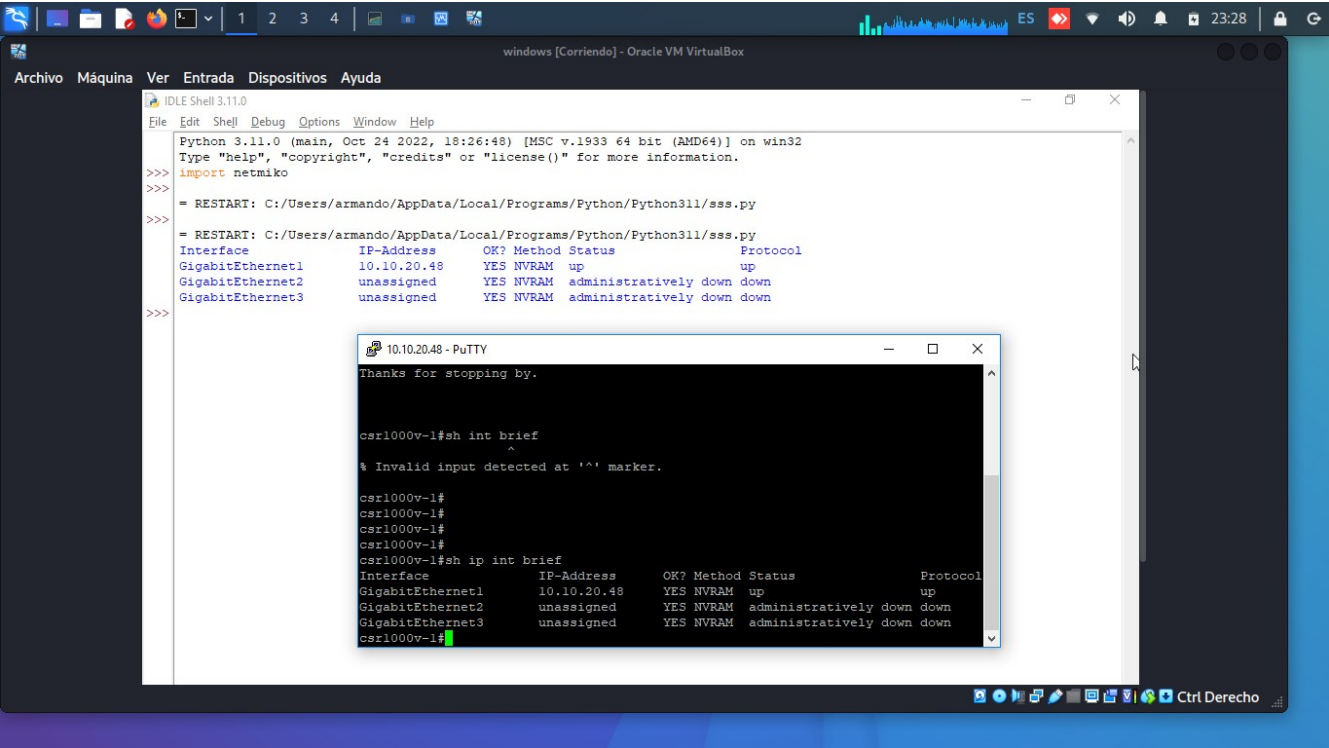 1 2 3 4 ES 23:28
windows [Corriendo] - Oracle VM VirtualBox
Archivo Máquina Ver Entrada Dispositivos Ayuda
IDLE Shell 3.11.0
File Edit Shell Debug Options Window Help
Python 3.11.0 (main, Oct 24 2022, 18:26:48) [MSC v.1933 64 bit (AMD64)] on win32
Type "help", "copyright", "credits" or "license()" for more information.
>>> import netmiko
>>>
= RESTART: C:/Users/armando/AppData/Local/Programs/Python/Python311/sss.py
>>>
= RESTART: C:/Users/armando/AppData/Local/Programs/Python/Python311/sss.py
Interface IP-Address OK? Method Status Protocol
GigabitEthernet1 10.10.20.48 YES NVRAM up up
GigabitEthernet2 unassigned YES NVRAM administratively down down
GigabitEthernet3 unassigned YES NVRAM administratively down down
>>>
10.10.20.48 - PuTTY
Thanks for stopping by.
csr1000v-1#sh int brief
^
% Invalid input detected at '^' marker.
csr1000v-1#
csr1000v-1#
csr1000v-1#
csr1000v-1#
csr1000v-1#sh ip int brief
Interface IP-Address OK? Method Status Protocol
GigabitEthernet1 10.10.20.48 YES NVRAM up up
GigabitEthernet2 unassigned YES NVRAM administratively down down
GigabitEthernet3 unassigned YES NVRAM administratively down down
csr1000v-1#
Ctrl Derecho